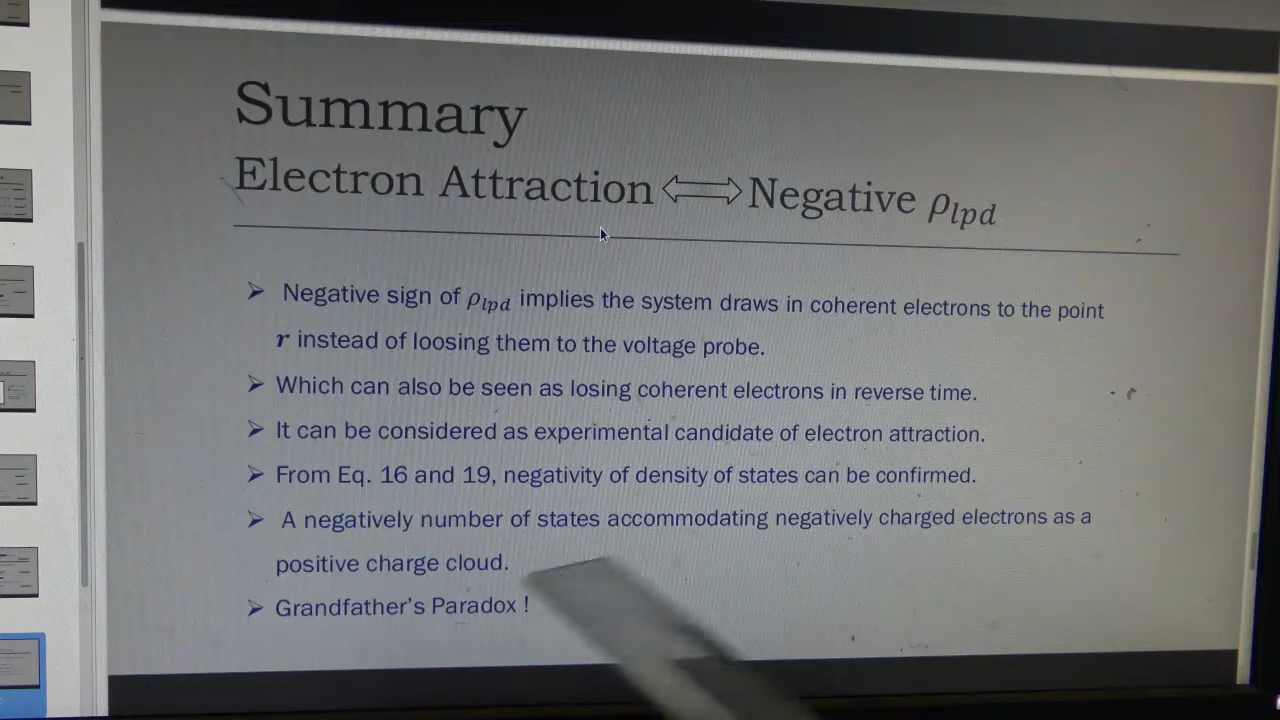 Summary
Electron Attraction ⟺ Negative ρlpd
➢ Negative sign of ρlpd implies the system draws in coherent electrons to the point
r instead of loosing them to the voltage probe.
➢ Which can also be seen as losing coherent electrons in reverse time.
➢ It can be considered as experimental candidate of electron attraction.
➢ From Eq. 16 and 19, negativity of density of states can be confirmed.
➢ A negatively number of states accommodating negatively charged electrons as a
positive charge cloud.
➢ Grandfather’s Paradox !